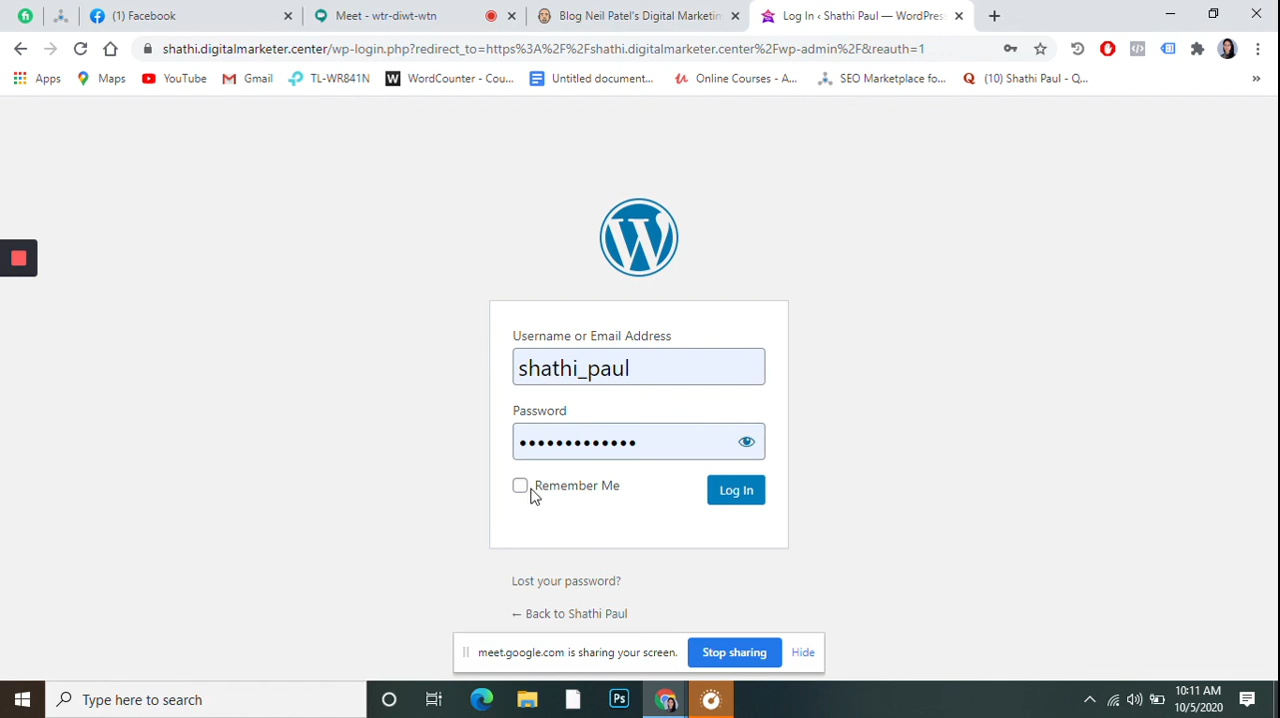 (1) Facebook
Meet - wtr-diwt-wtn
Blog Neil Patel's Digital Marketin
Log In ‹ Shathi Paul — WordPres
shathi.digitalmarketer.center/wp-login.php?redirect_to=https%3A%2F%2Fshathi.digitalmarketer.center%2Fwp-admin%2F&reauth=1
Apps
Maps
YouTube
Gmail
TL-WR841N
WordCounter - Cou...
Untitled document...
Online Courses - A...
SEO Marketplace fo...
(10) Shathi Paul - Q...
»
Username or Email Address
shathi_paul
Password
•••••••••••••
Remember Me
Log In
Lost your password?
← Back to Shathi Paul
meet.google.com is sharing your screen.
Stop sharing
Hide
Type here to search
Ps
10:11 AM
10/5/2020